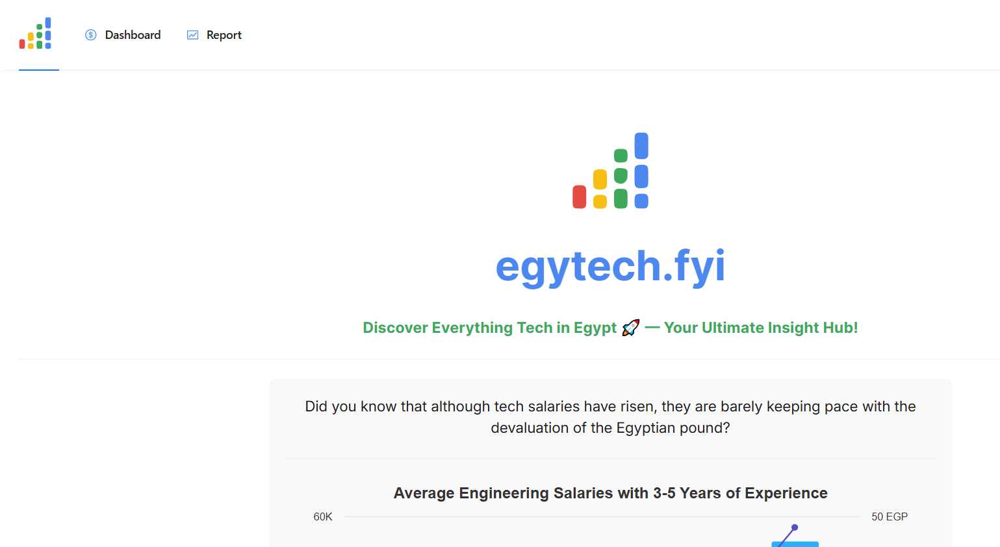 Dashboard
Report
egytech.fyi
Discover Everything Tech in Egypt 🚀 — Your Ultimate Insight Hub!
Did you know that although tech salaries have risen, they are barely keeping pace with the
devaluation of the Egyptian pound?
Average Engineering Salaries with 3-5 Years of Experience
60K
50 EGP